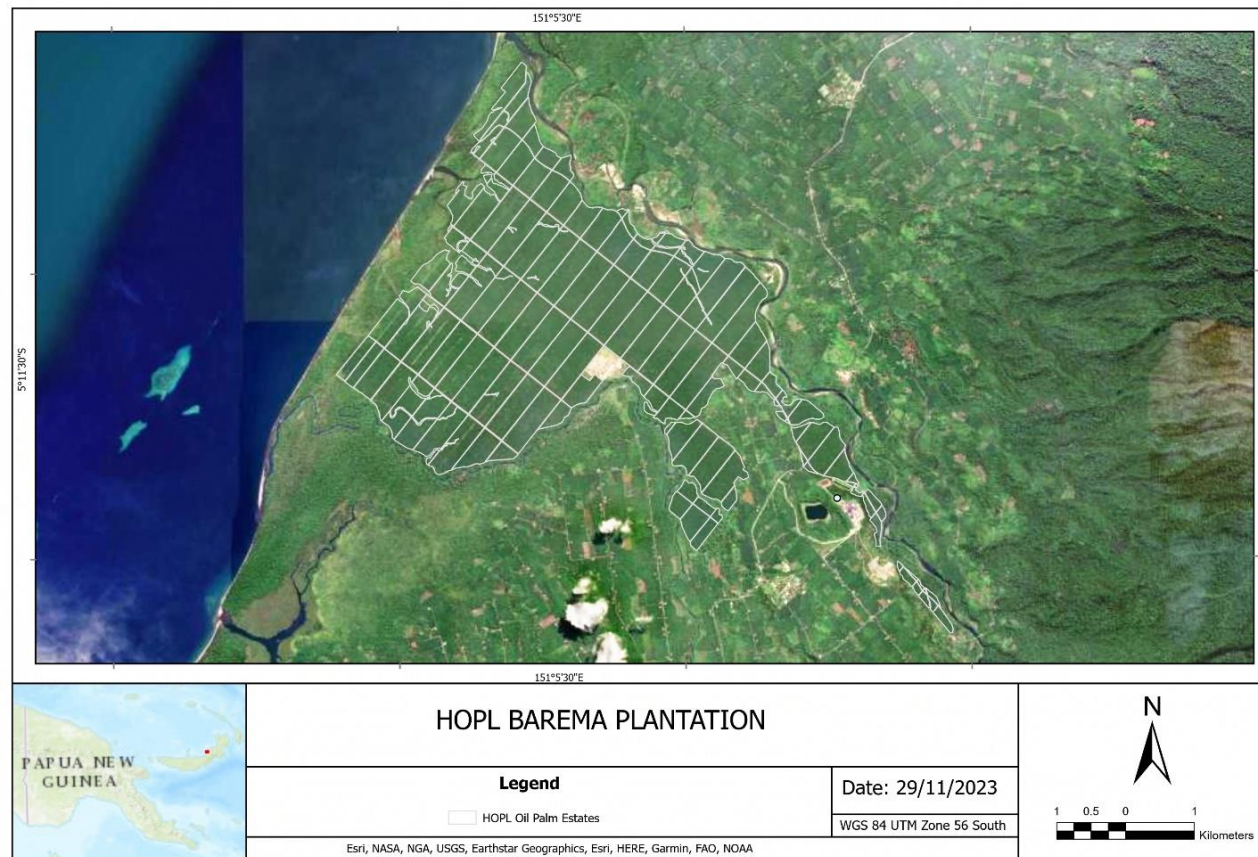 151°5'30"E
5°11'30"S
151°5'30"E
PAPUA NEW
GUINEA
HOPL BAREMA PLANTATION
Legend
HOPL Oil Palm Estates
Date: 29/11/2023
WGS 84 UTM Zone 56 South
Esri, NASA, NGA, USGS, Earthstar Geographics, Esri, HERE, Garmin, FAO, NOAA
N
1 0.5 0 1
Kilometers